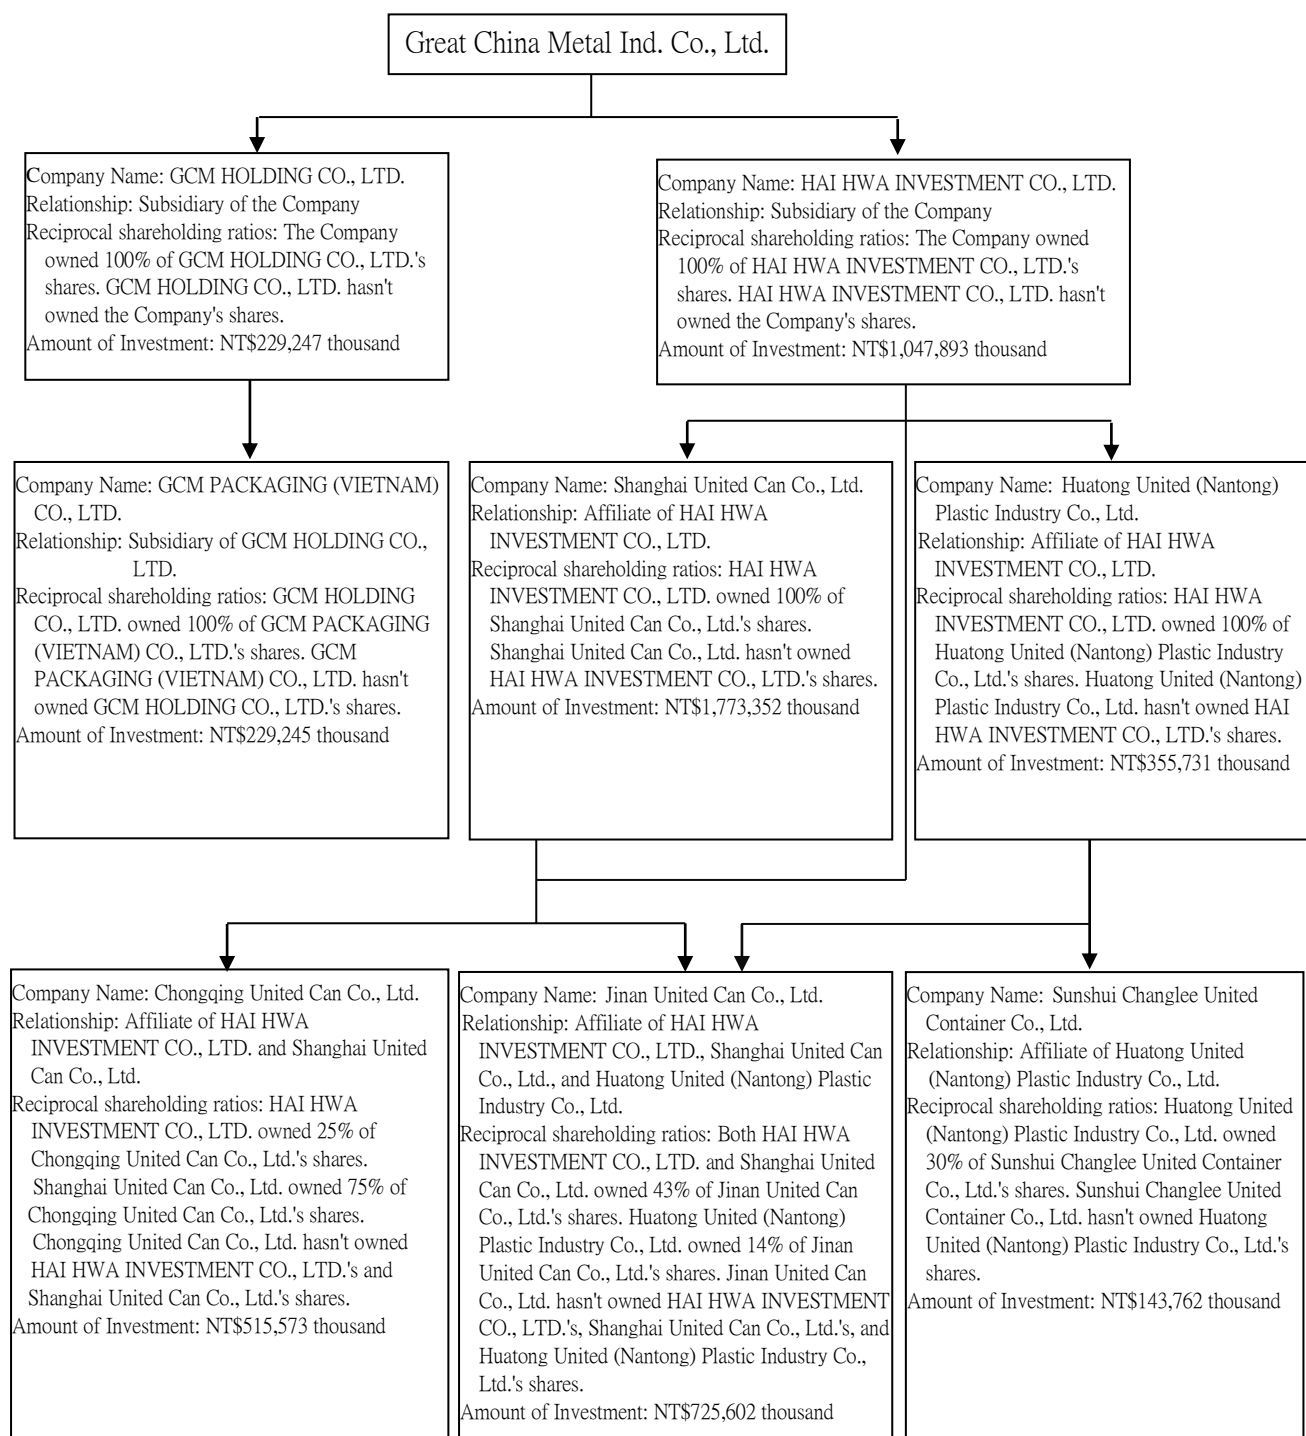 Great China Metal Ind. Co., Ltd.
Company Name: GCM HOLDING CO., LTD.
Relationship: Subsidiary of the Company
Reciprocal shareholding ratios: The Company
owned 100% of GCM HOLDING CO., LTD.'s
shares. GCM HOLDING CO., LTD. hasn't
owned the Company's shares.
Amount of Investment: NT$229,247 thousand
Company Name: HAI HWA INVESTMENT CO., LTD.
Relationship: Subsidiary of the Company
Reciprocal shareholding ratios: The Company owned
100% of HAI HWA INVESTMENT CO., LTD.'s
shares. HAI HWA INVESTMENT CO., LTD. hasn't
owned the Company's shares.
Amount of Investment: NT$1,047,893 thousand
Company Name: GCM PACKAGING (VIETNAM)
CO., LTD.
Relationship: Subsidiary of GCM HOLDING CO.,
LTD.
Reciprocal shareholding ratios: GCM HOLDING
CO., LTD. owned 100% of GCM PACKAGING
(VIETNAM) CO., LTD.'s shares. GCM
PACKAGING (VIETNAM) CO., LTD. hasn't
owned GCM HOLDING CO., LTD.'s shares.
Amount of Investment: NT$229,245 thousand
Company Name: Shanghai United Can Co., Ltd.
Relationship: Affiliate of HAI HWA
INVESTMENT CO., LTD.
Reciprocal shareholding ratios: HAI HWA
INVESTMENT CO., LTD. owned 100% of
Shanghai United Can Co., Ltd.'s shares.
Shanghai United Can Co., Ltd. hasn't owned
HAI HWA INVESTMENT CO., LTD.'s shares.
Amount of Investment: NT$1,773,352 thousand
Company Name: Huatong United (Nantong)
Plastic Industry Co., Ltd.
Relationship: Affiliate of HAI HWA
INVESTMENT CO., LTD.
Reciprocal shareholding ratios: HAI HWA
INVESTMENT CO., LTD. owned 100% of
Huatong United (Nantong) Plastic Industry
Co., Ltd.'s shares. Huatong United (Nantong)
Plastic Industry Co., Ltd. hasn't owned HAI
HWA INVESTMENT CO., LTD.'s shares.
Amount of Investment: NT$355,731 thousand
Company Name: Chongqing United Can Co., Ltd.
Relationship: Affiliate of HAI HWA
INVESTMENT CO., LTD. and Shanghai United
Can Co., Ltd.
Reciprocal shareholding ratios: HAI HWA
INVESTMENT CO., LTD. owned 25% of
Chongqing United Can Co., Ltd.'s shares.
Shanghai United Can Co., Ltd. owned 75% of
Chongqing United Can Co., Ltd.'s shares.
Chongqing United Can Co., Ltd. hasn't owned
HAI HWA INVESTMENT CO., LTD.'s and
Shanghai United Can Co., Ltd.'s shares.
Amount of Investment: NT$515,573 thousand
Company Name: Jinan United Can Co., Ltd.
Relationship: Affiliate of HAI HWA
INVESTMENT CO., LTD., Shanghai United Can
Co., Ltd., and Huatong United (Nantong) Plastic
Industry Co., Ltd.
Reciprocal shareholding ratios: Both HAI HWA
INVESTMENT CO., LTD. and Shanghai United
Can Co., Ltd. owned 43% of Jinan United Can
Co., Ltd.'s shares. Huatong United (Nantong)
Plastic Industry Co., Ltd. owned 14% of Jinan
United Can Co., Ltd.'s shares. Jinan United Can
Co., Ltd. hasn't owned HAI HWA INVESTMENT
CO., LTD.'s, Shanghai United Can Co., Ltd.'s, and
Huatong United (Nantong) Plastic Industry Co.,
Ltd.'s shares.
Amount of Investment: NT$725,602 thousand
Company Name: Sunshui Changlee United
Container Co., Ltd.
Relationship: Affiliate of Huatong United
(Nantong) Plastic Industry Co., Ltd.
Reciprocal shareholding ratios: Huatong United
(Nantong) Plastic Industry Co., Ltd. owned
30% of Sunshui Changlee United Container
Co., Ltd.'s shares. Sunshui Changlee United
Container Co., Ltd. hasn't owned Huatong
United (Nantong) Plastic Industry Co., Ltd.'s
shares.
Amount of Investment: NT$143,762 thousand